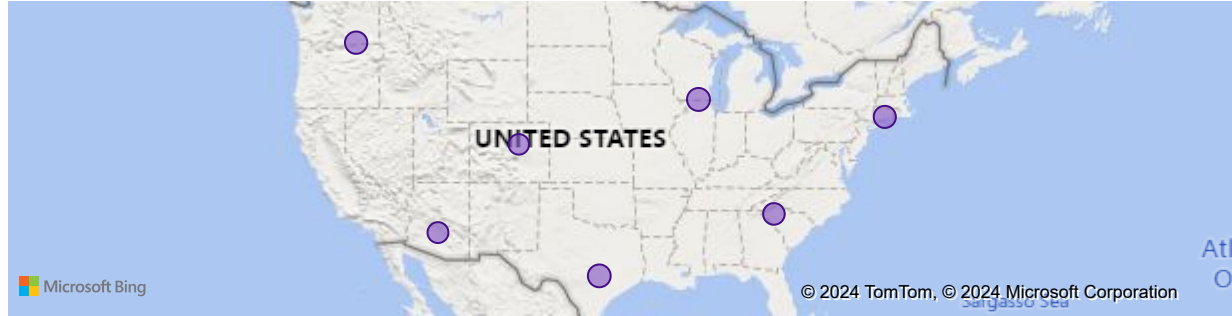 UNITED STATES
Atl
O
Microsoft Bing
© 2024 TomTom, © 2024 Microsoft Corporation
Sargasso Sea